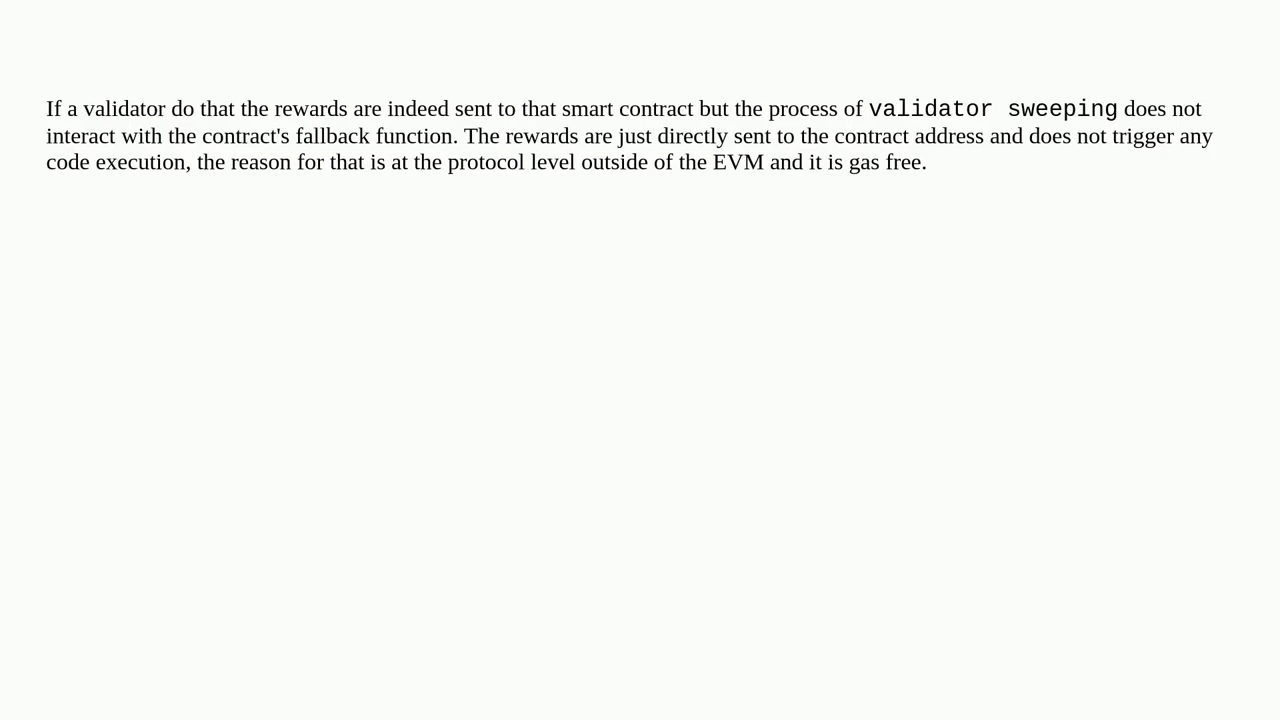 If a validator do that the rewards are indeed sent to that smart contract but the process of validator sweeping does not
interact with the contract's fallback function. The rewards are just directly sent to the contract address and does not trigger any
code execution, the reason for that is at the protocol level outside of the EVM and it is gas free.